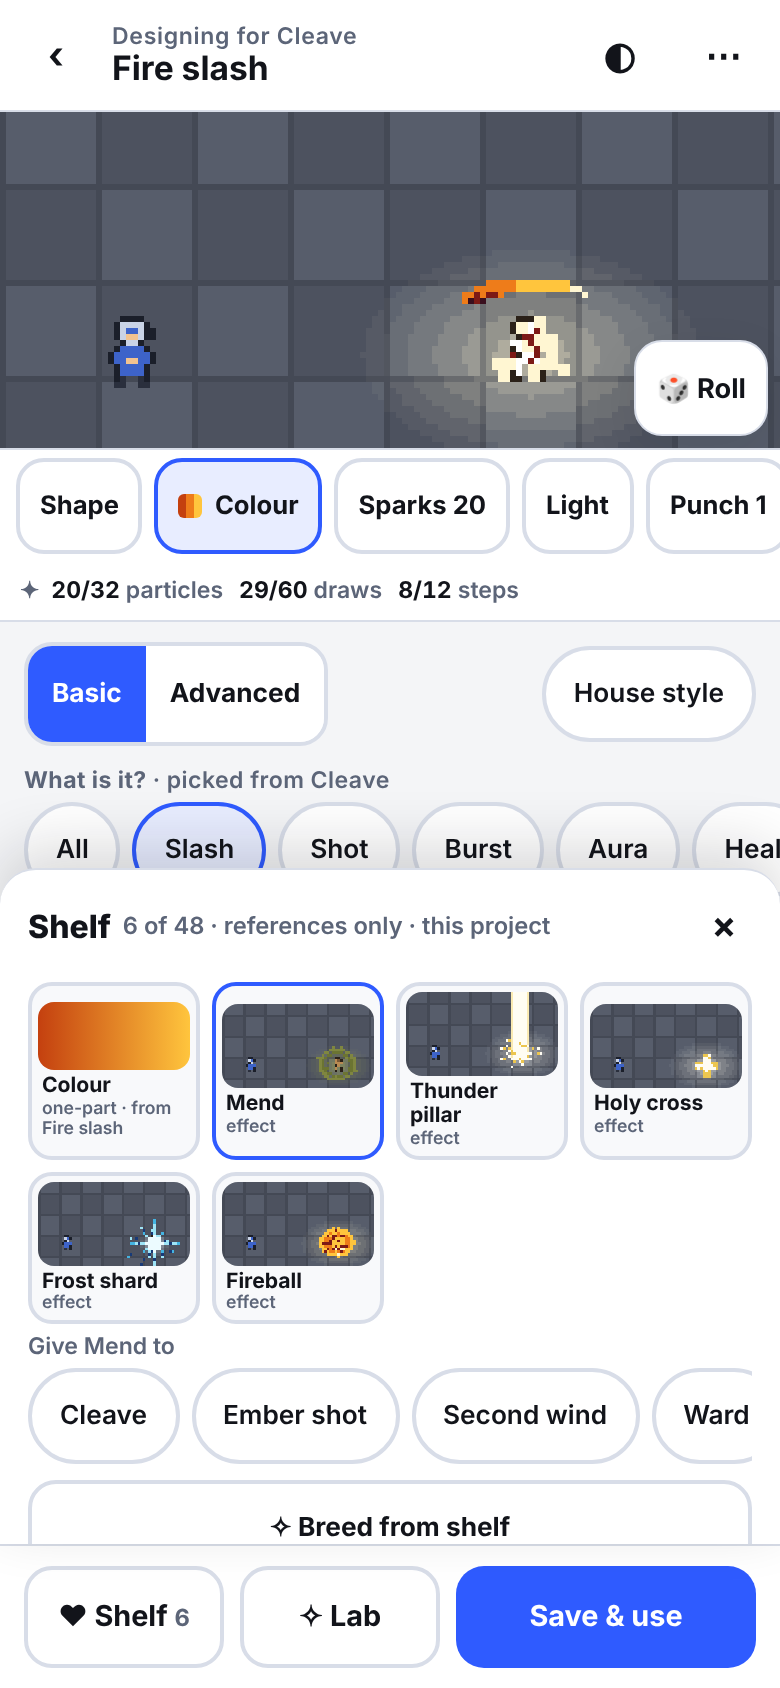 Designing for Cleave
Fire slash
Roll
Shape
Colour
Sparks 20
Light
Punch 1
20/32 particles 29/60 draws 8/12 steps
Basic
Advanced
House style
What is it? · picked from Cleave
All
Slash
Shot
Burst
Aura
Heal
Shelf 6 of 48 · references only · this project
Colour
one-part · from
Fire slash
Mend
effect
Thunder
pillar
effect
Holy cross
effect
Frost shard
effect
Fireball
effect
Give Mend to
Cleave
Ember shot
Second wind
Ward
Breed from shelf
Shelf 6
Lab
Save & use